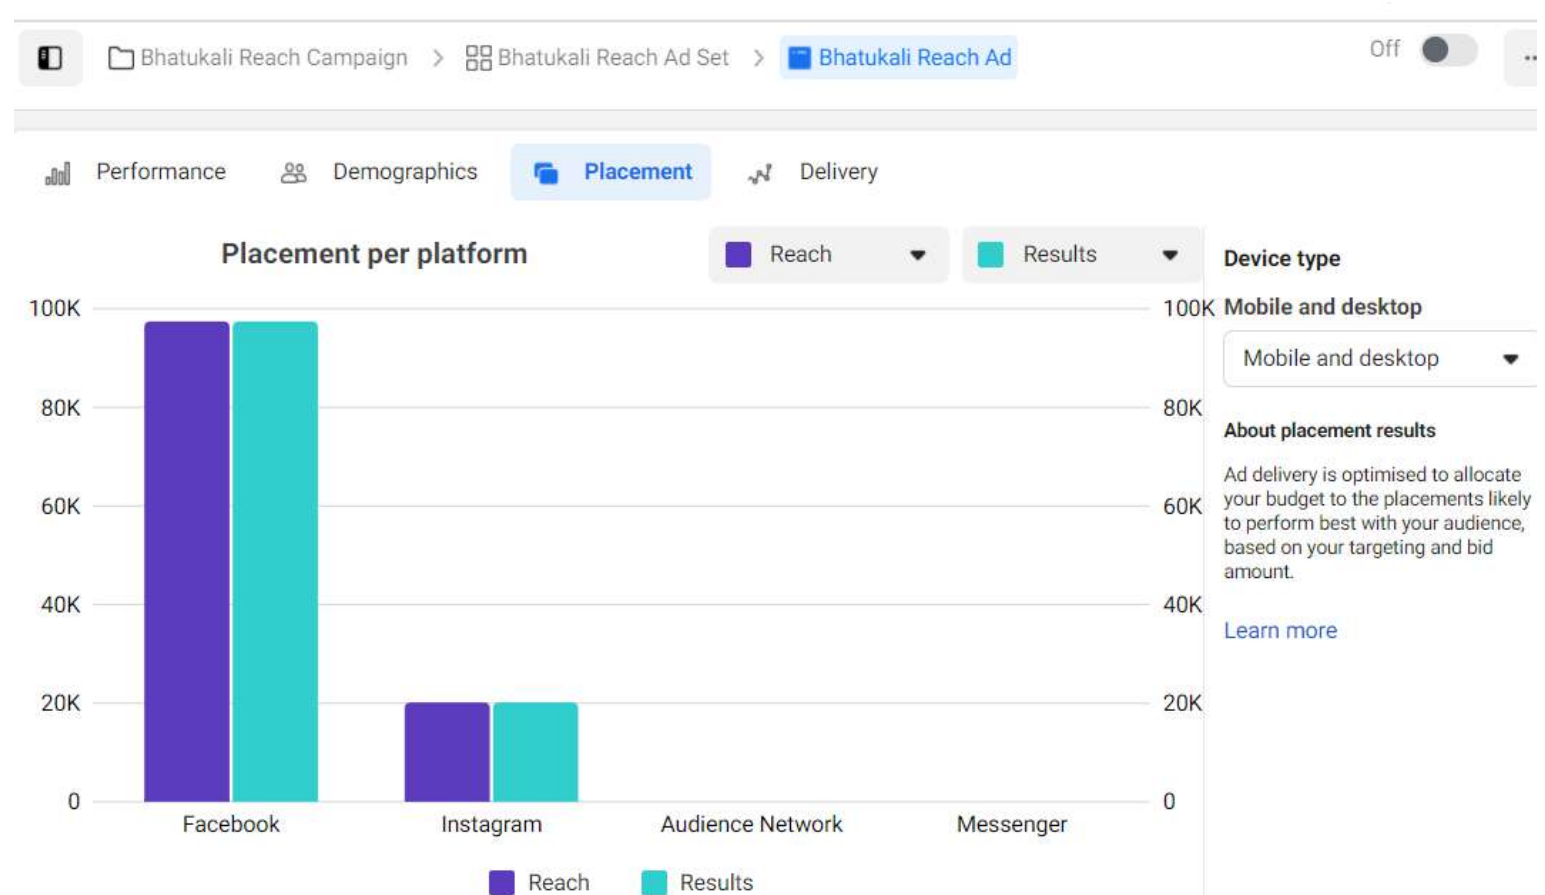 Bhatukali Reach Campaign > Bhatukali Reach Ad Set > Bhatukali Reach Ad Off
Performance Demographics Placement Delivery
Placement per platform Reach Results
Device type
Mobile and desktop
Mobile and desktop
About placement results
Ad delivery is optimised to allocate
your budget to the placements likely
to perform best with your audience,
based on your targeting and bid
amount.
Learn more
100K 100K
80K 80K
60K 60K
40K 40K
20K 20K
0 0
Facebook Instagram Audience Network Messenger
Reach Results